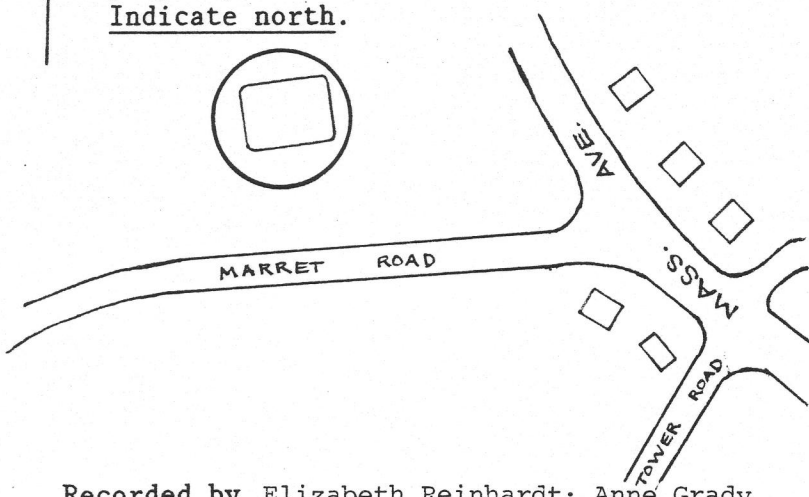 Indicate north.
AVE.
MARRET ROAD
MASS.
TOWER ROAD
Recorded by Elizabeth Reinhardt; Anne Grady